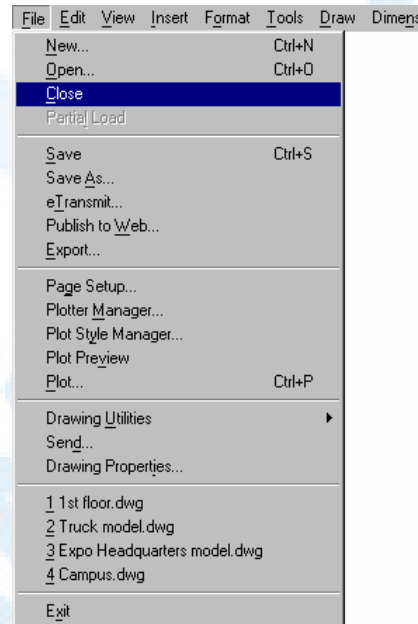 File Edit View Insert Format Tools Draw Dimens
New... Ctrl+N
Open... Ctrl+O
Close
Partial Load
Save Ctrl+S
Save As...
eTransmit...
Publish to Web...
Export...
Page Setup...
Plotter Manager...
Plot Style Manager...
Plot Preview
Plot... Ctrl+P
Drawing Utilities
Send...
Drawing Properties...
1 1st floor.dwg
2 Truck model.dwg
3 Expo Headquarters model.dwg
4 Campus.dwg
Exit